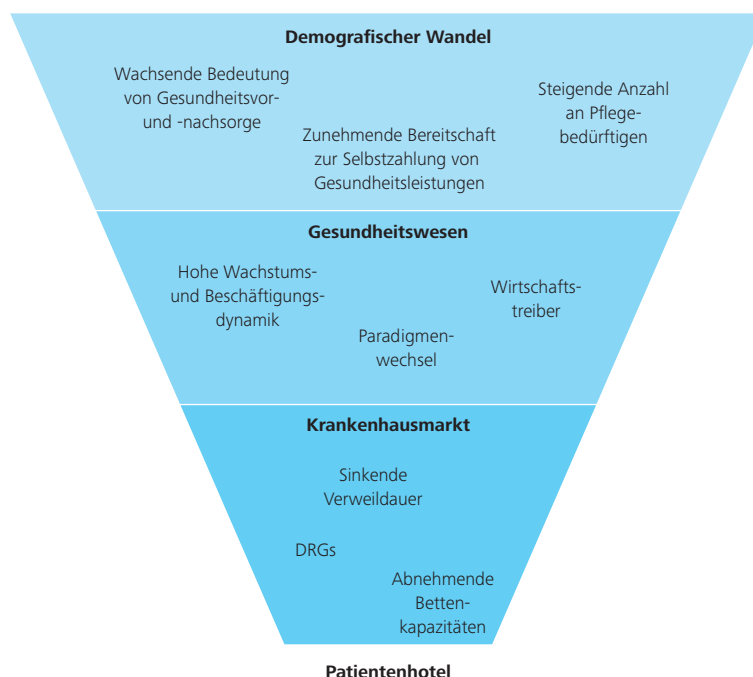 Demografischer Wandel
Wachsende Bedeutung
von Gesundheitsvor-
und -nachsorge
Zunehmende Bereitschaft
zur Selbstzahlung von
Gesundheitsleistungen
Steigende Anzahl
an Pflege-
bedürftigen
Gesundheitswesen
Hohe Wachstums-
und Beschäftigungs-
dynamik
Paradigmen-
wechsel
Wirtschafts-
treiber
Krankenhausmarkt
Sinkende
Verweildauer
DRGs
Abnehmende
Betten-
kapazitäten
Patientenhotel